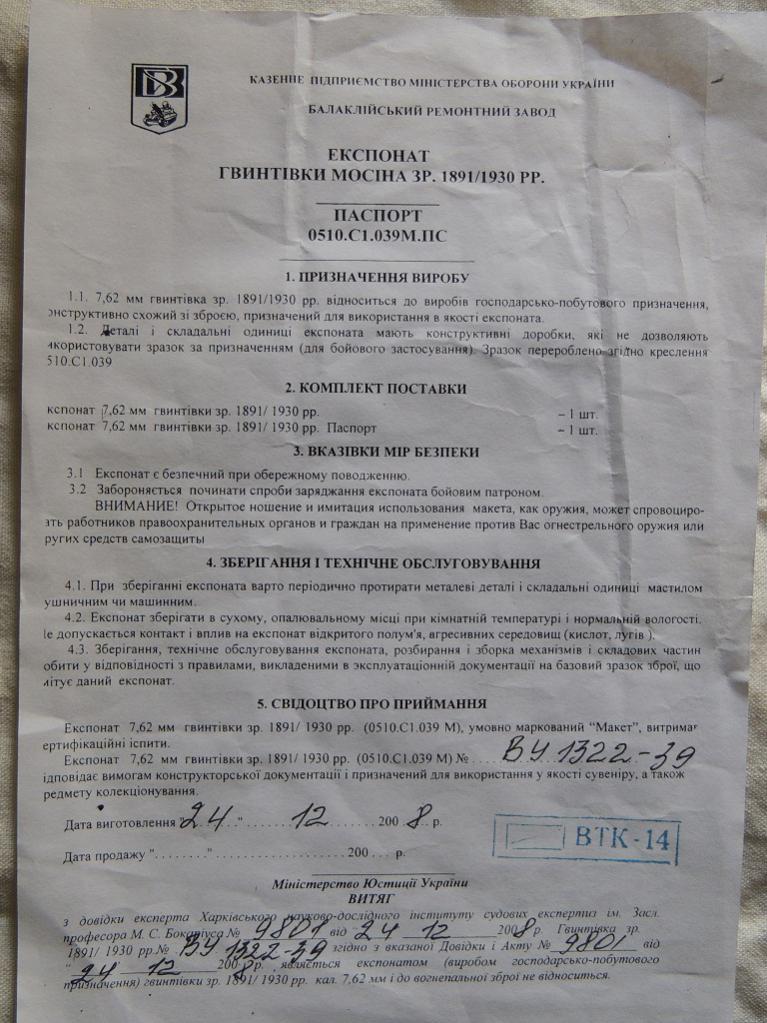 КАЗЕННЕ ПІДПРИЄМСТВО МІНІСТЕРСТВА ОБОРОНИ УКРАЇНИ
БАЛАКЛІЙСЬКИЙ РЕМОНТНИЙ ЗАВОД
ЕКСПОНАТ
ГВИНТІВКИ МОСІНА ЗР. 1891/1930 РР.
ПАСПОРТ
0510.С1.039М.ПС
1. ПРИЗНАЧЕННЯ ВИРОБУ
1.1. 7,62 мм гвинтівка зр. 1891/1930 рр. відноситься до виробів господарсько-побутового призначення,
онструктивно схожий зі зброєю, призначений для використання в якості експоната.
1.2. Деталі і складальні одиниці експоната мають конструктивні доробки, які не дозволяють
икористовувати зразок за призначенням (для бойового застосування). Зразок перероблено згідно креслення
510.С1.039
2. КОМПЛЕКТ ПОСТАВКИ
кспонат 7,62 мм гвинтівки зр. 1891/ 1930 рр. – 1 шт.
кспонат 7,62 мм гвинтівки зр. 1891/ 1930 рр. Паспорт – 1 шт.
3. ВКАЗІВКИ МІР БЕЗПЕКИ
3.1 Експонат є безпечний при обережному поводженню.
3.2 Забороняється починати спроби заряджання експоната бойовим патроном.
ВНИМАНИЕ! Открытое ношение и имитация использования макета, как оружия, может спровоциро-
ать работников правоохранительных органов и граждан на применение против Вас огнестрельного оружия или
ругих средств самозащиты
4. ЗБЕРІГАННЯ І ТЕХНІЧНЕ ОБСЛУГОВУВАННЯ
4.1. При зберіганні експоната варто періодично протирати металеві деталі і складальні одиниці мастилом
ушничним чи машинним.
4.2. Експонат зберігати в сухому, опалювальному місці при кімнатній температурі і нормальній вологості.
Не допускається контакт і вплив на експонат відкритого полум'я, агресивних середовищ (кислот, лугів ).
4.3. Зберігання, технічне обслуговування експоната, розбирання і зборка механізмів і складових частин
обити у відповідності з правилами, викладеними в эксплуатаціонній документації на базовий зразок зброї, що
мітує даний експонат.
5. СВІДОЦТВО ПРО ПРИЙМАННЯ
Експонат 7,62 мм гвинтівки зр. 1891/ 1930 рр. (0510.С1.039 М), умовно маркований “Макет”, витримав
ертифікаційні іспити.
Експонат 7,62 мм гвинтівки зр. 1891/ 1930 рр. (0510.С1.039 М) № ВУ 1322-39
ідповідає вимогам конструкторської документації і призначений для використання у якості сувеніру, а також
редмету колекціонування.
Дата виготовлення 24 " 12 200 8 р.
ВТК-14
Дата продажу "........" ................ 200 ... р.
Міністерство Юстиції України
ВИТЯГ
з довідки експерта Харківського науково-дослідного інституту судових експертиз ім. Засл.
професора М. С. Бокаріуса № 9801 від 24 12 2008 р. Гвинтівка зр.
1891/ 1930 рр.№ ВУ 1322-39 згідно з вказаної Довідки і Акту № 9801 від
" 24 12 200 8 р. являється експонатом (виробом господарсько-побутового
призначення) гвинтівки зр. 1891/ 1930 рр. кал. 7,62 мм і до вогнепальної зброї не відноситься.